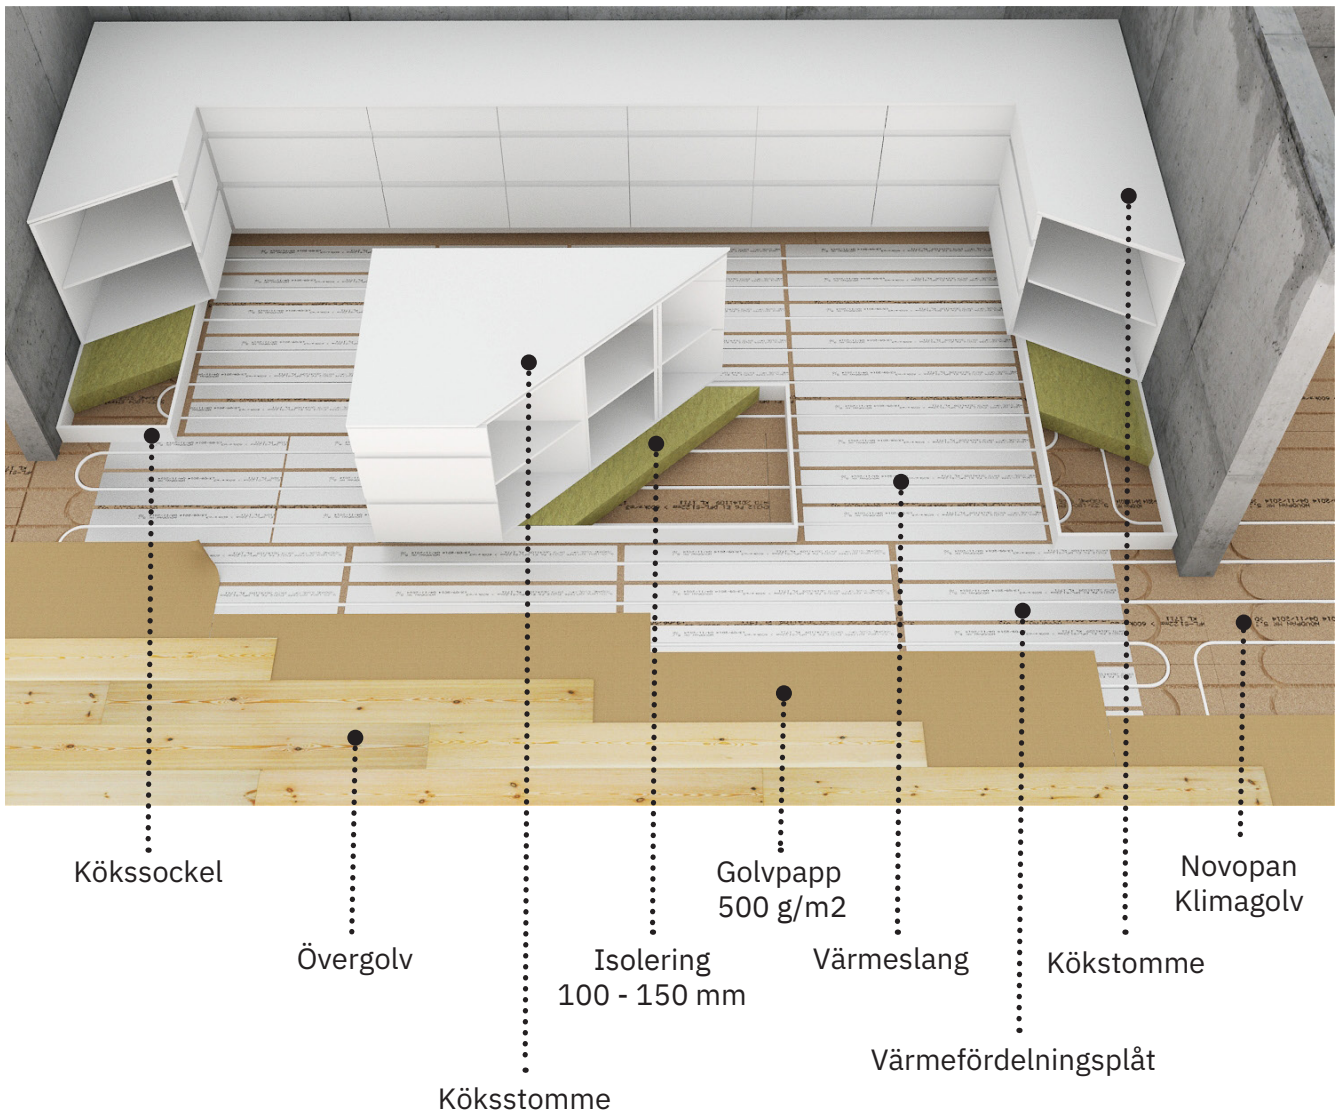 Kökssockel
Golvpapp
500 g/m2
Novopan
Klimagolv
Övergolv
Isolering
100 - 150 mm
Värmeslang
Kökstomme
Värmefördelningsplåt
Köksstomme